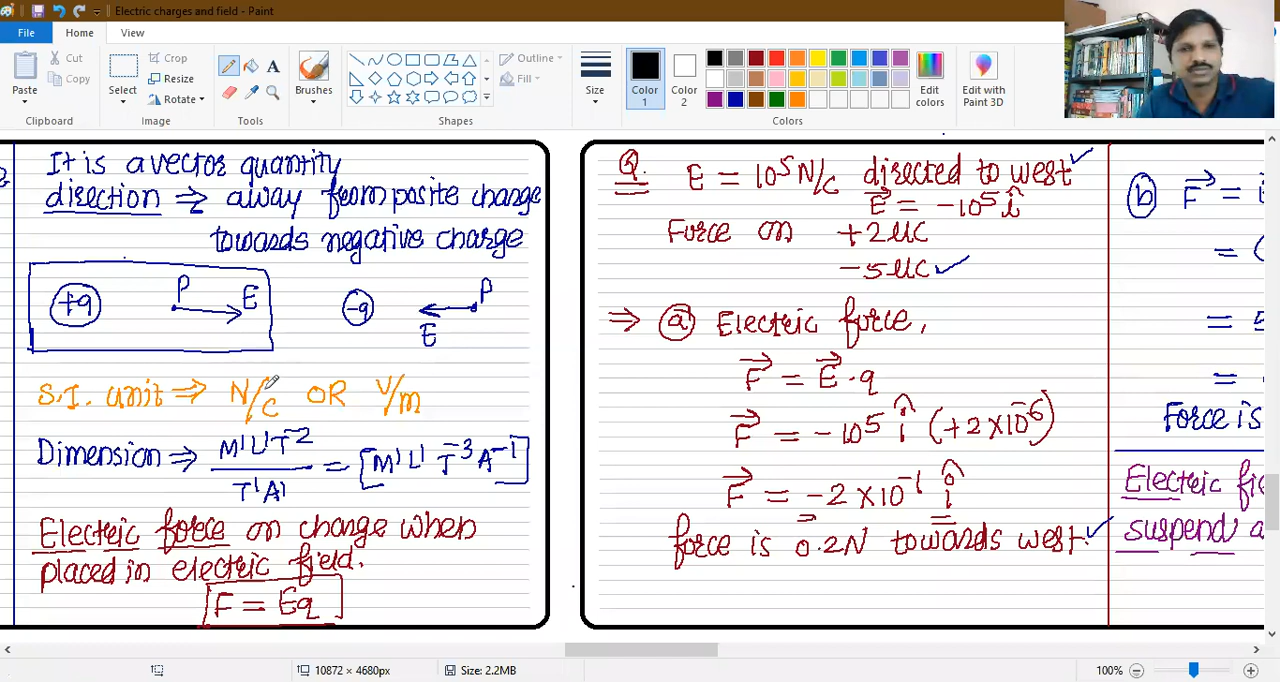 Electric charges and field - Paint
File
Home
View
Paste
Cut
Copy
Clipboard
Select
Crop
Resize
Rotate
Image
Tools
Brushes
Shapes
Outline
Fill
Size
Color 1
Color 2
Edit colors
Edit with Paint 3D
Colors
It is a vector quantity
direction ⇒ away from posite change
towards negative charge
+q P E
-q E P
S.I. unit ⇒ N/C OR V/m
Dimension ⇒ M¹L¹T⁻² / T¹A¹ = [M¹L¹T⁻³A⁻¹]
Electric force on change when
placed in electric field.
F = Eq
Q. E = 10⁵ N/C directed to west ✓
E⃗ = -10⁵ î
Force on +2μC
-5μC ✓
⇒ ⓐ Electric force,
F⃗ = E⃗ · q
F⃗ = -10⁵ î (+2×10⁻⁶)
F⃗ = -2×10⁻¹ î
force is 0.2N towards west. ✓
ⓑ F⃗ =
= (
= 5
=
Force is
Electric fie
suspend a
10872 × 4680px
Size: 2.2MB
100%